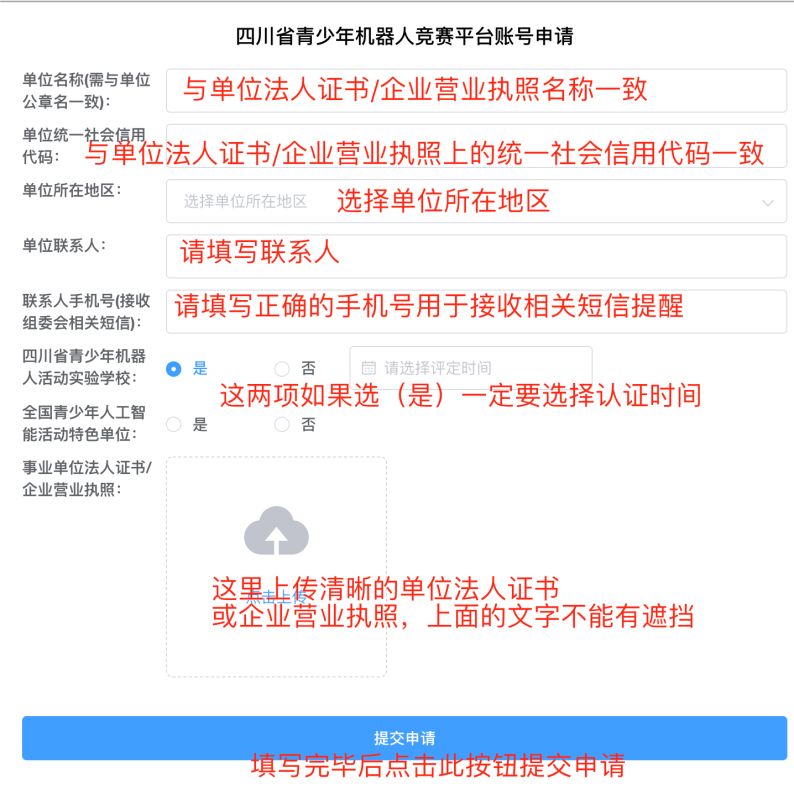 四川省青少年机器人竞赛平台账号申请
单位名称(需与单位
公章名一致)：
与单位法人证书/企业营业执照名称一致
单位统一社会信用
代码：
与单位法人证书/企业营业执照上的统一社会信用代码一致
单位所在地区：
选择单位所在地区
选择单位所在地区
单位联系人：
请填写联系人
联系人手机号(接收
组委会相关短信)：
请填写正确的手机号用于接收相关短信提醒
四川省青少年机器
人活动实验学校：
是
否
请选择评定时间
这两项如果选（是）一定要选择认证时间
全国青少年人工智
能活动特色单位：
是
否
事业单位法人证书/
企业营业执照：
点击上传
这里上传清晰的单位法人证书
或企业营业执照，上面的文字不能有遮挡
提交申请
填写完毕后点击此按钮提交申请